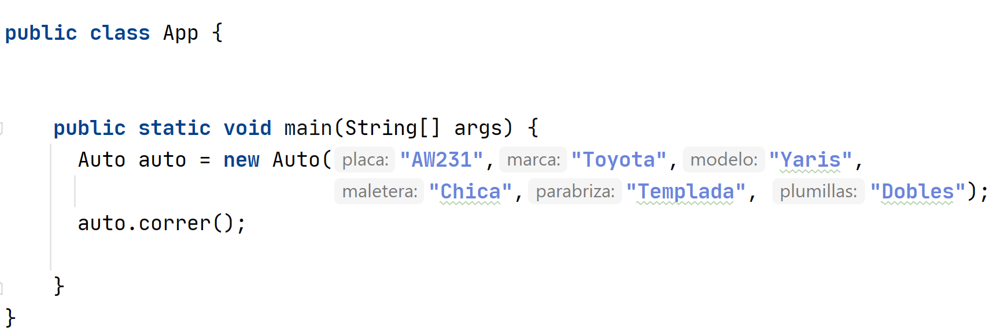 public class App {
public static void main(String[] args) {
Auto auto = new Auto( placa: "AW231", marca: "Toyota", modelo: "Yaris",
maletera: "Chica", parabriza: "Templada", plumillas: "Dobles");
auto.correr();
}
}